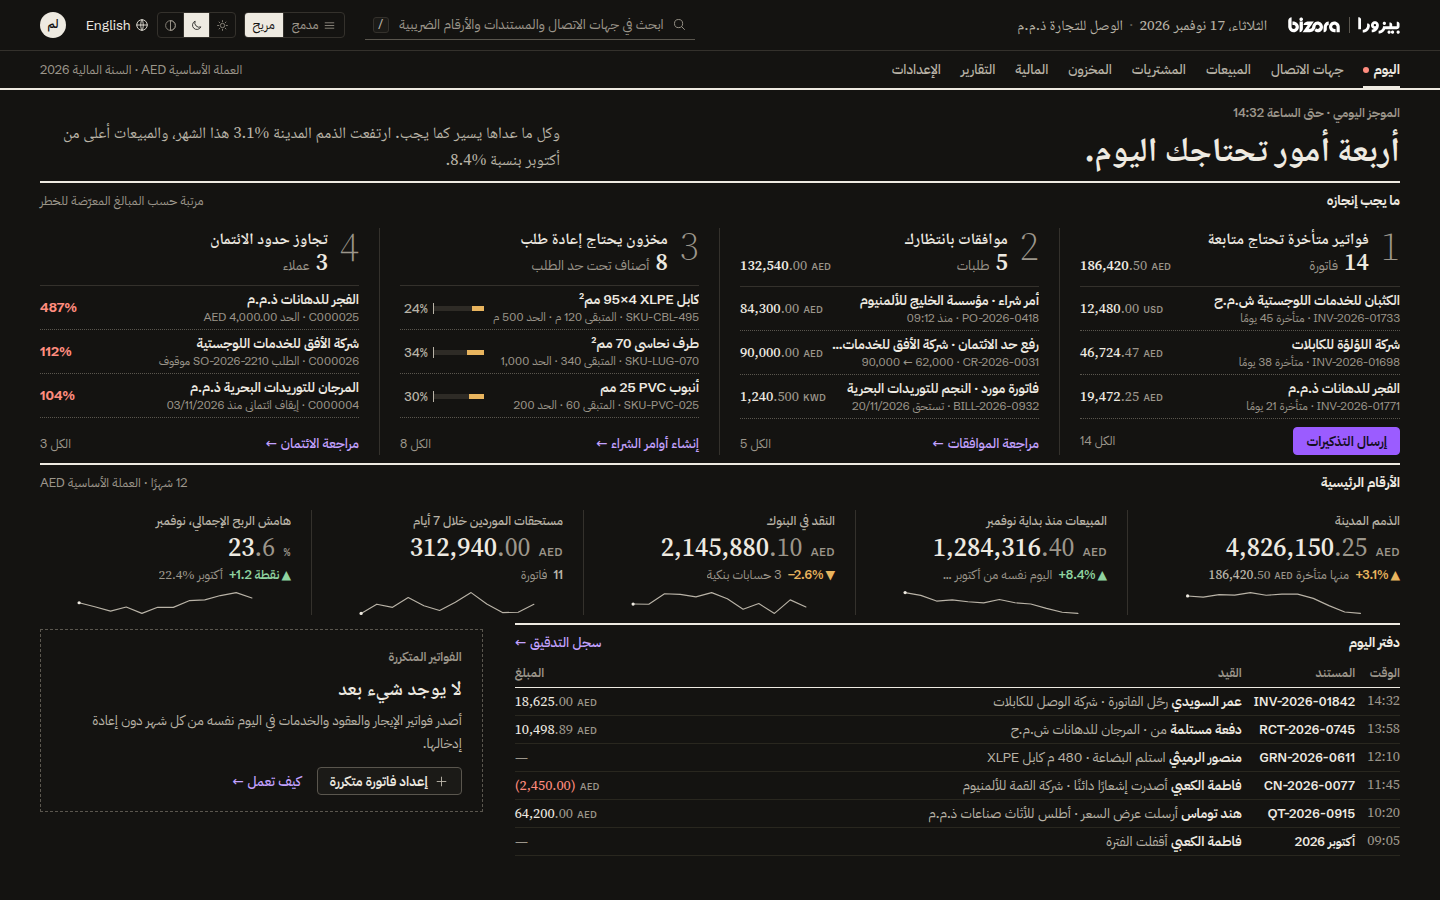 بيزورا | bizora
الثلاثاء، 17 نوفمبر 2026 · الوصل للتجارة ذ.م.م
ابحث في جهات الاتصال والمستندات والأرقام الضريبية /
مدمج مريح
English
لم
اليوم جهات الاتصال المبيعات المشتريات المخزون المالية التقارير الإعدادات
العملة الأساسية AED · السنة المالية 2026
الموجز اليومي · حتى الساعة 14:32
أربعة أمور تحتاجك اليوم.
وكل ما عداها يسير كما يجب. ارتفعت الذمم المدينة 3.1% هذا الشهر، والمبيعات أعلى من
أكتوبر بنسبة 8.4%.
ما يجب إنجازه
مرتبة حسب المبالغ المعرّضة للخطر
1 فواتير متأخرة تحتاج متابعة
14 فاتورة 186,420.50 AED
الكثبان للخدمات اللوجستية ش.م.ح
INV-2026-01733 · متأخرة 45 يومًا
12,480.00 USD
شركة اللؤلؤة للكابلات
INV-2026-01698 · متأخرة 38 يومًا
46,724.47 AED
الفجر للدهانات ذ.م.م
INV-2026-01771 · متأخرة 21 يومًا
19,472.25 AED
إرسال التذكيرات
الكل 14
2 موافقات بانتظارك
5 طلبات 132,540.00 AED
أمر شراء · مؤسسة الخليج للألمنيوم
PO-2026-0418 · منذ 09:12
84,300.00 AED
رفع حد الائتمان · شركة الأفق للخدمات...
CR-2026-0031 · 62,000 ← 90,000
90,000.00 AED
فاتورة مورد · النجم للتوريدات البحرية
BILL-2026-0932 · تستحق 20/11/2026
1,240.500 KWD
مراجعة الموافقات ←
الكل 5
3 مخزون يحتاج إعادة طلب
8 أصناف تحت حد الطلب
كابل XLPE 4×95 مم²
SKU-CBL-495 · المتبقي 120 م · الحد 500 م
24%
طرف نحاسي 70 مم²
SKU-LUG-070 · المتبقي 340 · الحد 1,000
34%
أنبوب PVC 25 مم
SKU-PVC-025 · المتبقي 60 · الحد 200
30%
إنشاء أوامر الشراء ←
الكل 8
4 تجاوز حدود الائتمان
3 عملاء
الفجر للدهانات ذ.م.م
C000025 · الحد 4,000.00 AED
487%
شركة الأفق للخدمات اللوجستية
C000026 · الطلب SO-2026-2210 موقوف
112%
المرجان للتوريدات البحرية ذ.م.م
C000004 · إيقاف ائتماني منذ 03/11/2026
104%
مراجعة الائتمان ←
الكل 3
الأرقام الرئيسية
12 شهرًا · العملة الأساسية AED
الذمم المدينة
4,826,150.25 AED
▲ +3.1% منها متأخرة 186,420.50 AED
المبيعات منذ بداية نوفمبر
1,284,316.40 AED
▲ +8.4% اليوم نفسه من أكتوبر ...
النقد في البنوك
2,145,880.10 AED
▼ −2.6% 3 حسابات بنكية
مستحقات الموردين خلال 7 أيام
312,940.00 AED
11 فاتورة
هامش الربح الإجمالي، نوفمبر
23.6 %
▲ +1.2 نقطة أكتوبر 22.4%
دفتر اليوم
سجل التدقيق ←
الوقت المستند القيد المبلغ
14:32 INV-2026-01842 عمر السويدي رحّل الفاتورة · شركة الوصل للكابلات 18,625.00 AED
13:58 RCT-2026-0745 دفعة مستلمة من · المرجان للدهانات ش.م.ح 10,498.89 AED
12:10 GRN-2026-0611 منصور الرميثي استلم البضاعة · 480 م كابل XLPE —
11:45 CN-2026-0077 فاطمة الكعبي أصدرت إشعارًا دائنًا · شركة القمة للألمنيوم (2,450.00) AED
10:20 QT-2026-0915 هند توماس أرسلت عرض السعر · أطلس للأثاث صناعات ذ.م.م 64,200.00 AED
09:05 أكتوبر 2026 فاطمة الكعبي أقفلت الفترة —
الفواتير المتكررة
لا يوجد شيء بعد
أصدر فواتير الإيجار والعقود والخدمات في اليوم نفسه من كل شهر دون إعادة
إدخالها.
+ إعداد فاتورة متكررة
كيف تعمل ←